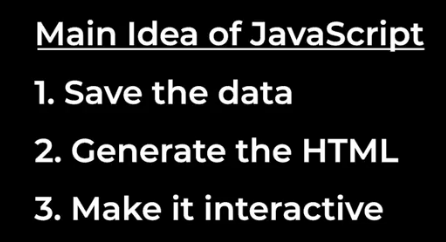 Main Idea of JavaScript
1. Save the data
2. Generate the HTML
3. Make it interactive